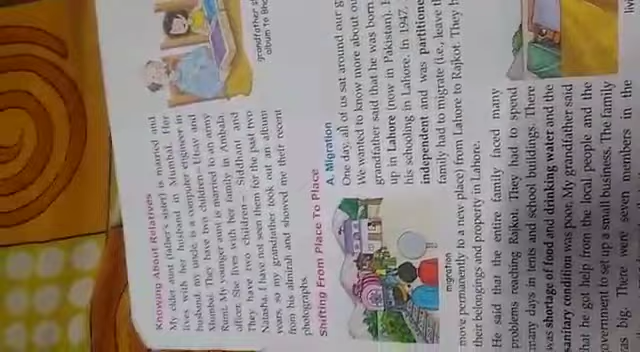 Knowing About Relatives
My elder aunt (father's sister) is married and
lives with her husband in Mumbai. Her
husband, my uncle, is a computer engineer in
Mumbai. They have two children – Uday and
Rumi. My younger aunt is married to an army
officer. She lives with her family in Ambala.
They have two children – Siddhant and
Natasha. I have not seen them for the past two
years, so my grandfather took out an album
from his almirah and showed me their recent
photographs.
grandfather
album to
Shifting From Place To Place
A. Migration
One day, all of us sat around our
We wanted to know more about
grandfather said that he was born
up in Lahore (now in Pakistan).
his schooling in Lahore. In 1947,
independent and was partitione
family had to migrate (i.e., leave
migration
move permanently to a new place) from Lahore to Rajkot. They
their belongings and property in Lahore.
He said that the entire family faced many
problems reaching Rajkot. They had to spend
many days in tents and school buildings. There
was shortage of food and drinking water and the
sanitary condition was poor. My grandfather said
that he got help from the local people and the
government to set up a small business. The family
was big. There were seven members in the